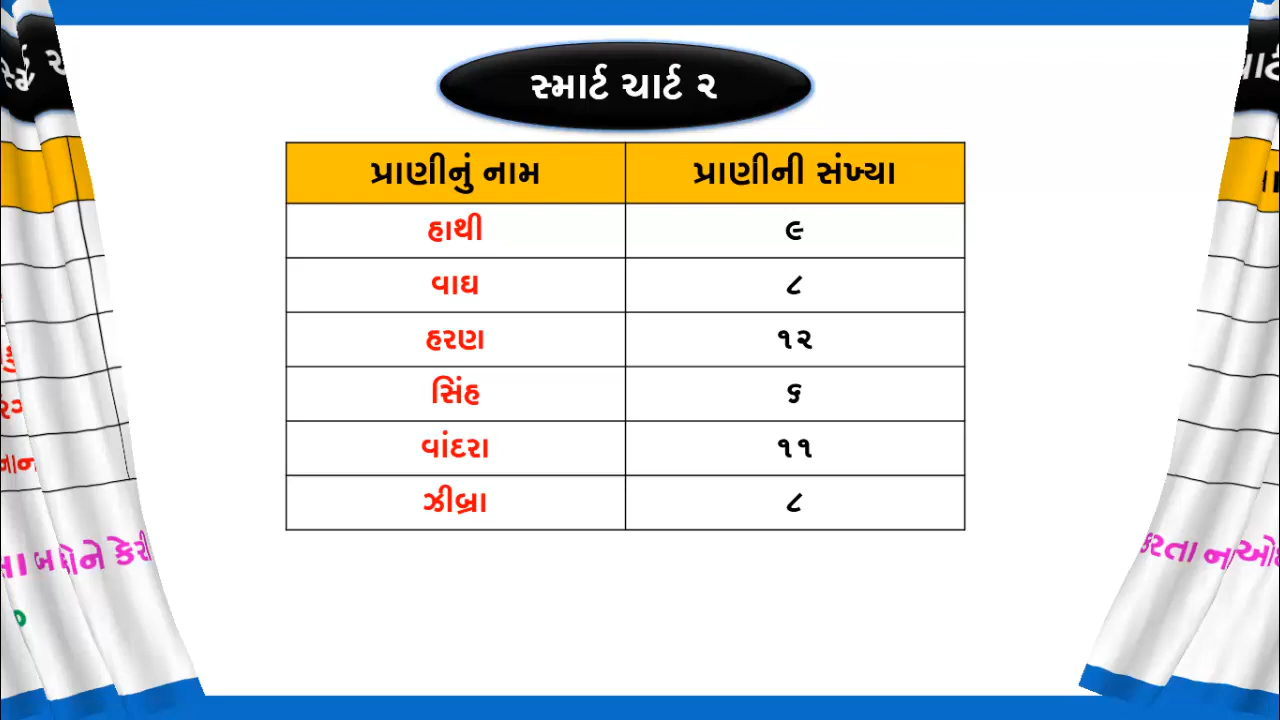 સ્માર્ટ ચાર્ટ ૨
પ્રાણીનું નામ પ્રાણીની સંખ્યા
હાથી ૯
વાઘ ૮
હરણ ૧૨
સિંહ ૬
વાંદરા ૧૧
ઝીબ્રા ૮